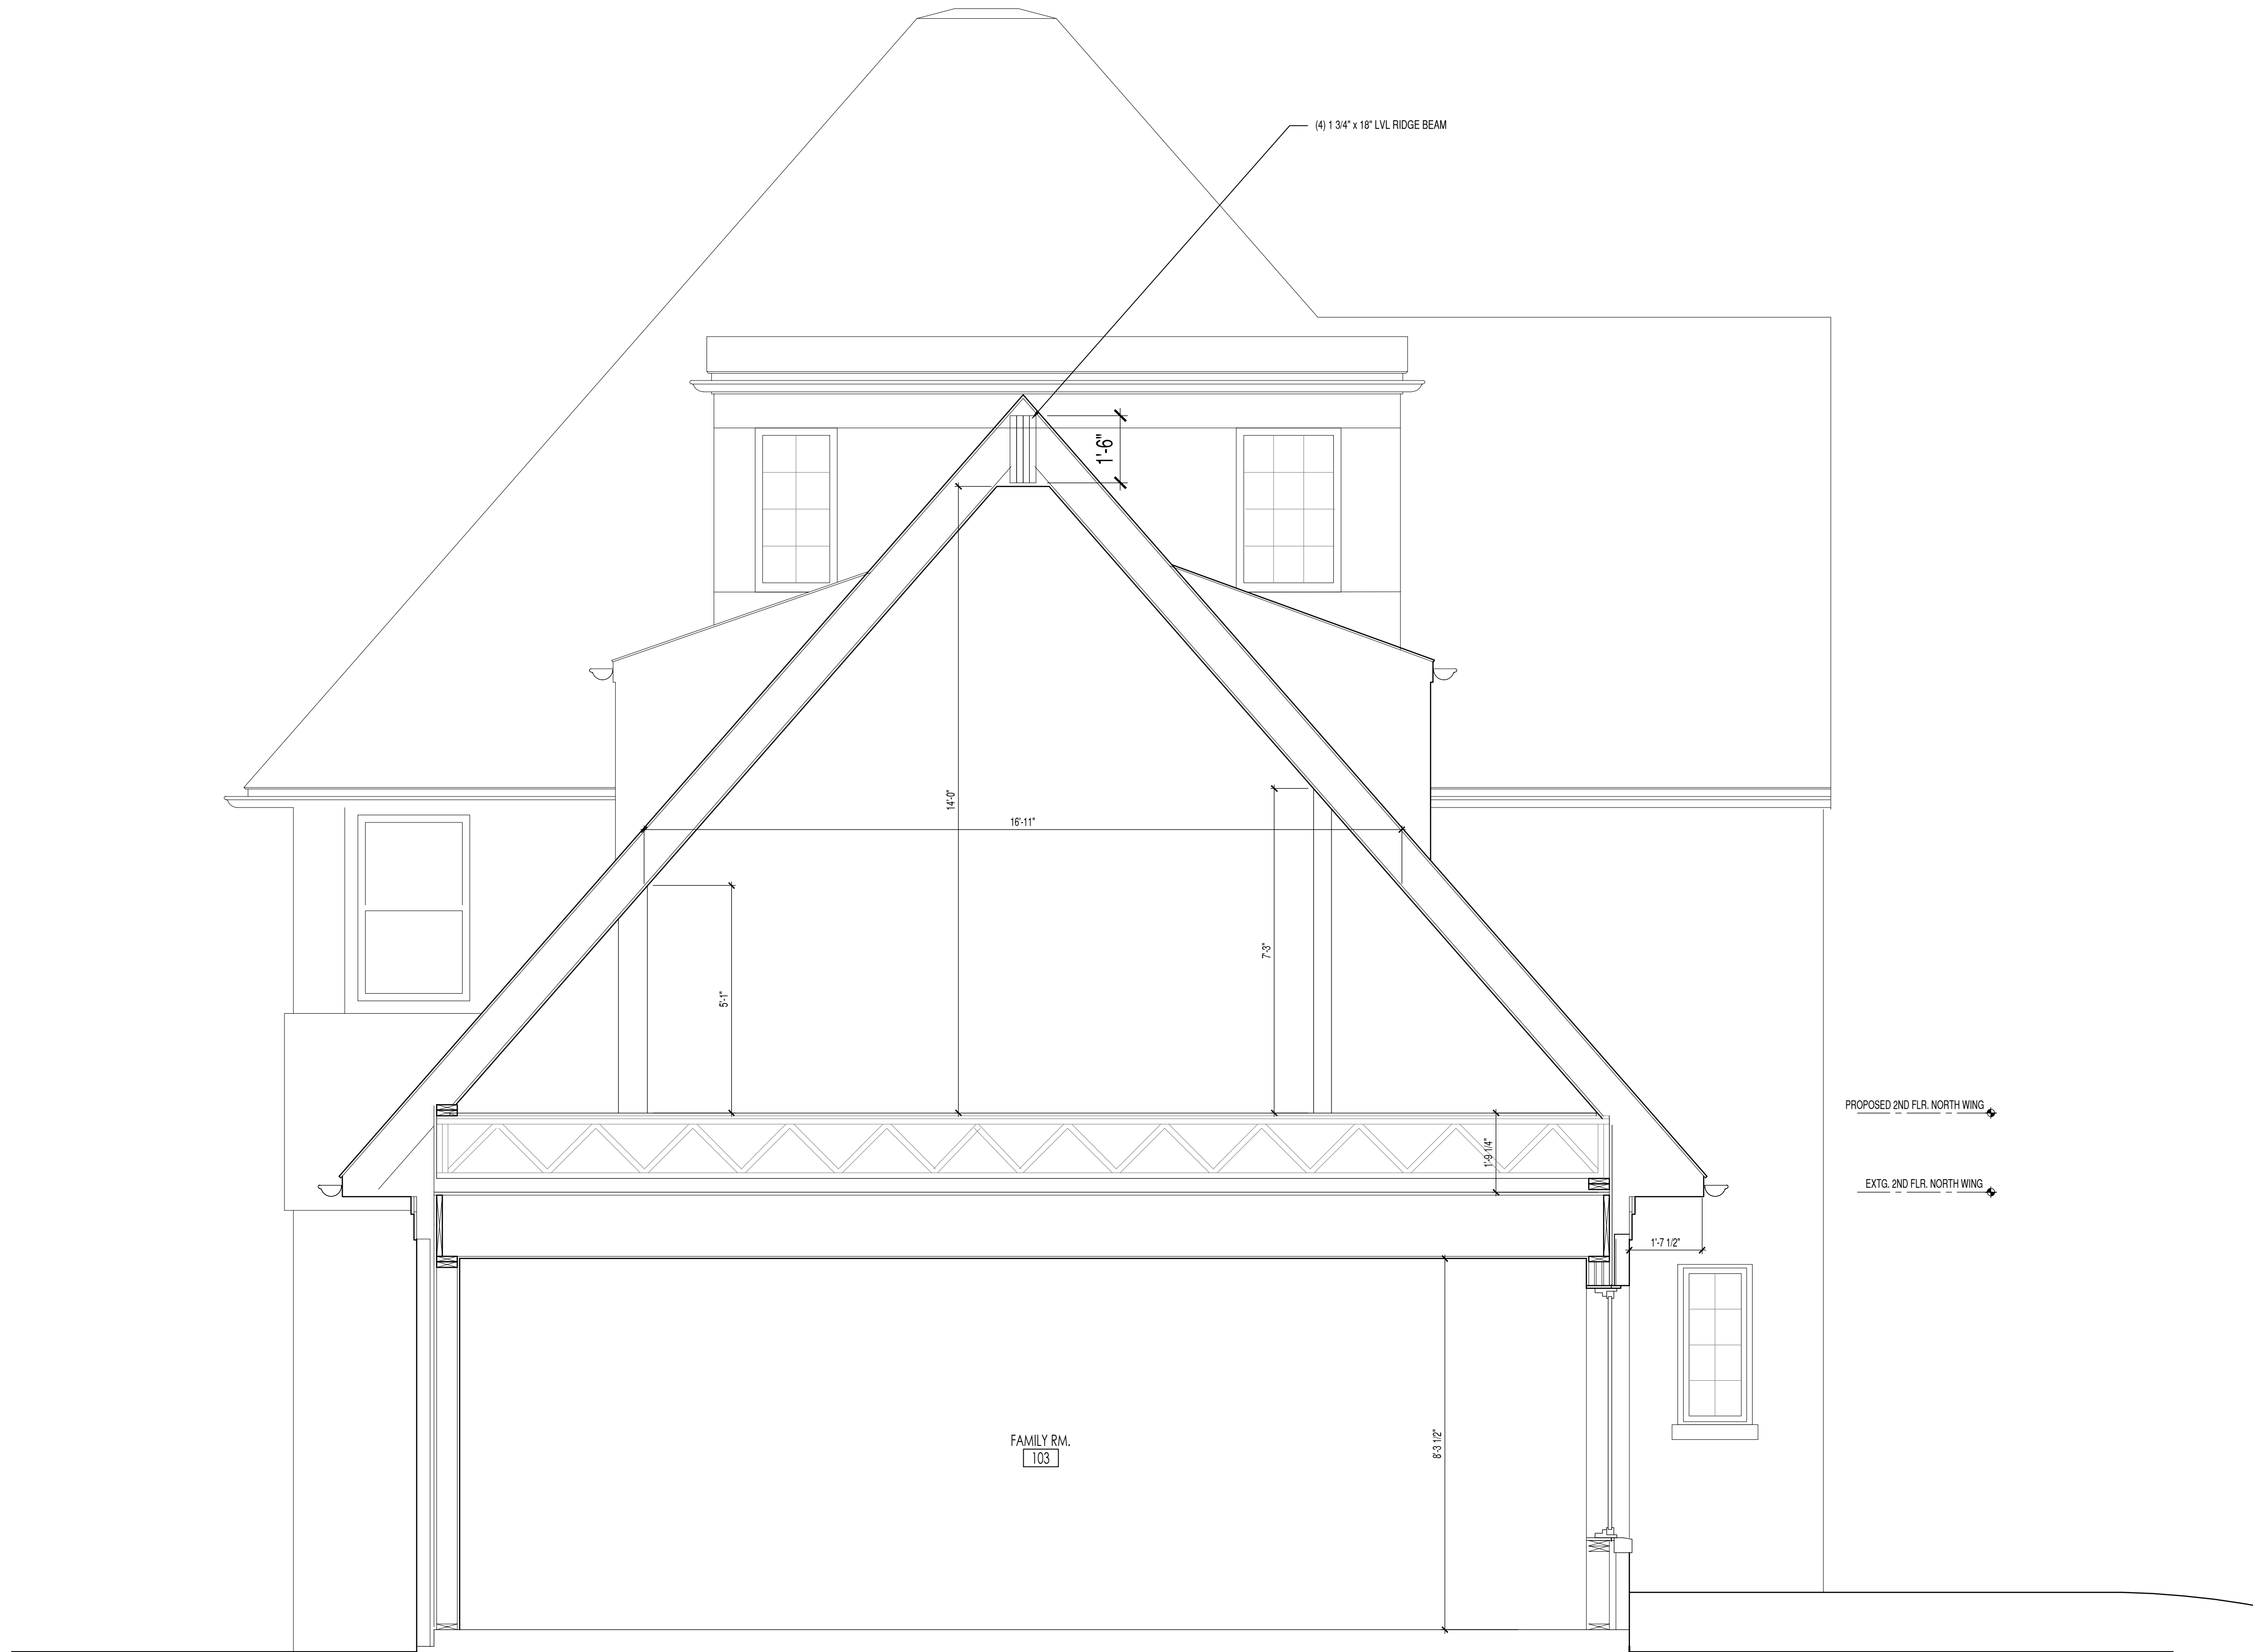 (4) 1 3/4" x 18" LVL RIDGE BEAM
1'-6"
14'-0"
16'-11"
7'-3"
5'-1"
PROPOSED 2ND FLR. NORTH WING
1'-9 1/4"
EXTG. 2ND FLR. NORTH WING
1'-7 1/2"
8'-3 1/2"
FAMILY RM.
103